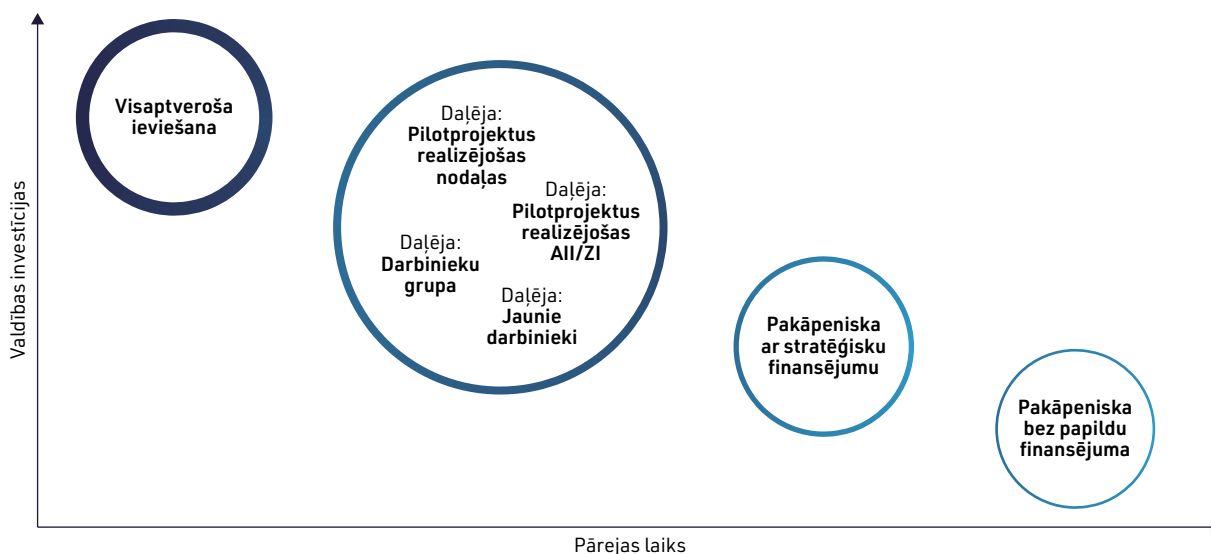 Valdības investīcijas
Visaptveroša
ieviešana
Daļēja:
Pilotprojektus
realizējošas
nodaļas
Daļēja:
Pilotprojektus
realizējošas
AII/ZI
Daļēja:
Darbinieku
grupa
Daļēja:
Jaunie
darbinieki
Pakāpeniska
ar stratēģisku
finansējumu
Pakāpeniska
bez papildu
finansējuma
Pārejas laiks